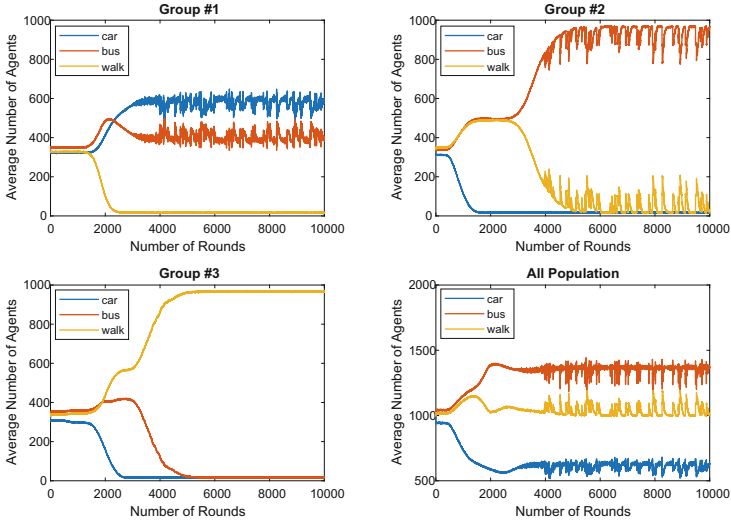 Group #1
Average Number of Agents
1000
800
600
400
200
0
car
bus
walk
0 2000 4000 6000 8000 10000
Number of Rounds
Group #2
Average Number of Agents
1000
800
600
400
200
0
car
bus
walk
0 2000 4000 6000 8000 10000
Number of Rounds
Group #3
Average Number of Agents
1000
800
600
400
200
0
car
bus
walk
0 2000 4000 6000 8000 10000
Number of Rounds
All Population
Average Number of Agents
2000
1500
1000
500
car
bus
walk
0 2000 4000 6000 8000 10000
Number of Rounds